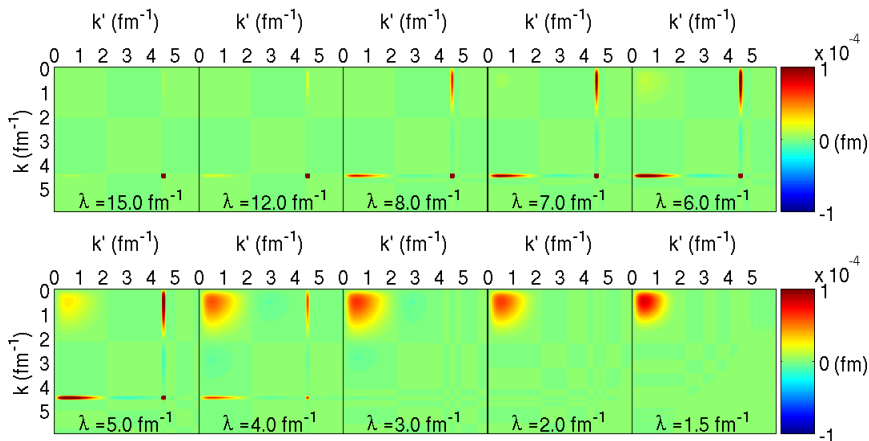 k' (fm⁻¹) k' (fm⁻¹) k' (fm⁻¹) k' (fm⁻¹) k' (fm⁻¹)
0 1 2 3 4 5 0 1 2 3 4 5 0 1 2 3 4 5 0 1 2 3 4 5 0 1 2 3 4 5
x 10⁻⁴
k (fm⁻¹)
0
1
2
3
4
5
λ =15.0 fm⁻¹ λ =12.0 fm⁻¹ λ =8.0 fm⁻¹ λ =7.0 fm⁻¹ λ =6.0 fm⁻¹
1
0 (fm)
-1
k' (fm⁻¹) k' (fm⁻¹) k' (fm⁻¹) k' (fm⁻¹) k' (fm⁻¹)
0 1 2 3 4 5 0 1 2 3 4 5 0 1 2 3 4 5 0 1 2 3 4 5 0 1 2 3 4 5
x 10⁻⁴
k (fm⁻¹)
0
1
2
3
4
5
λ =5.0 fm⁻¹ λ =4.0 fm⁻¹ λ =3.0 fm⁻¹ λ =2.0 fm⁻¹ λ =1.5 fm⁻¹
1
0 (fm)
-1